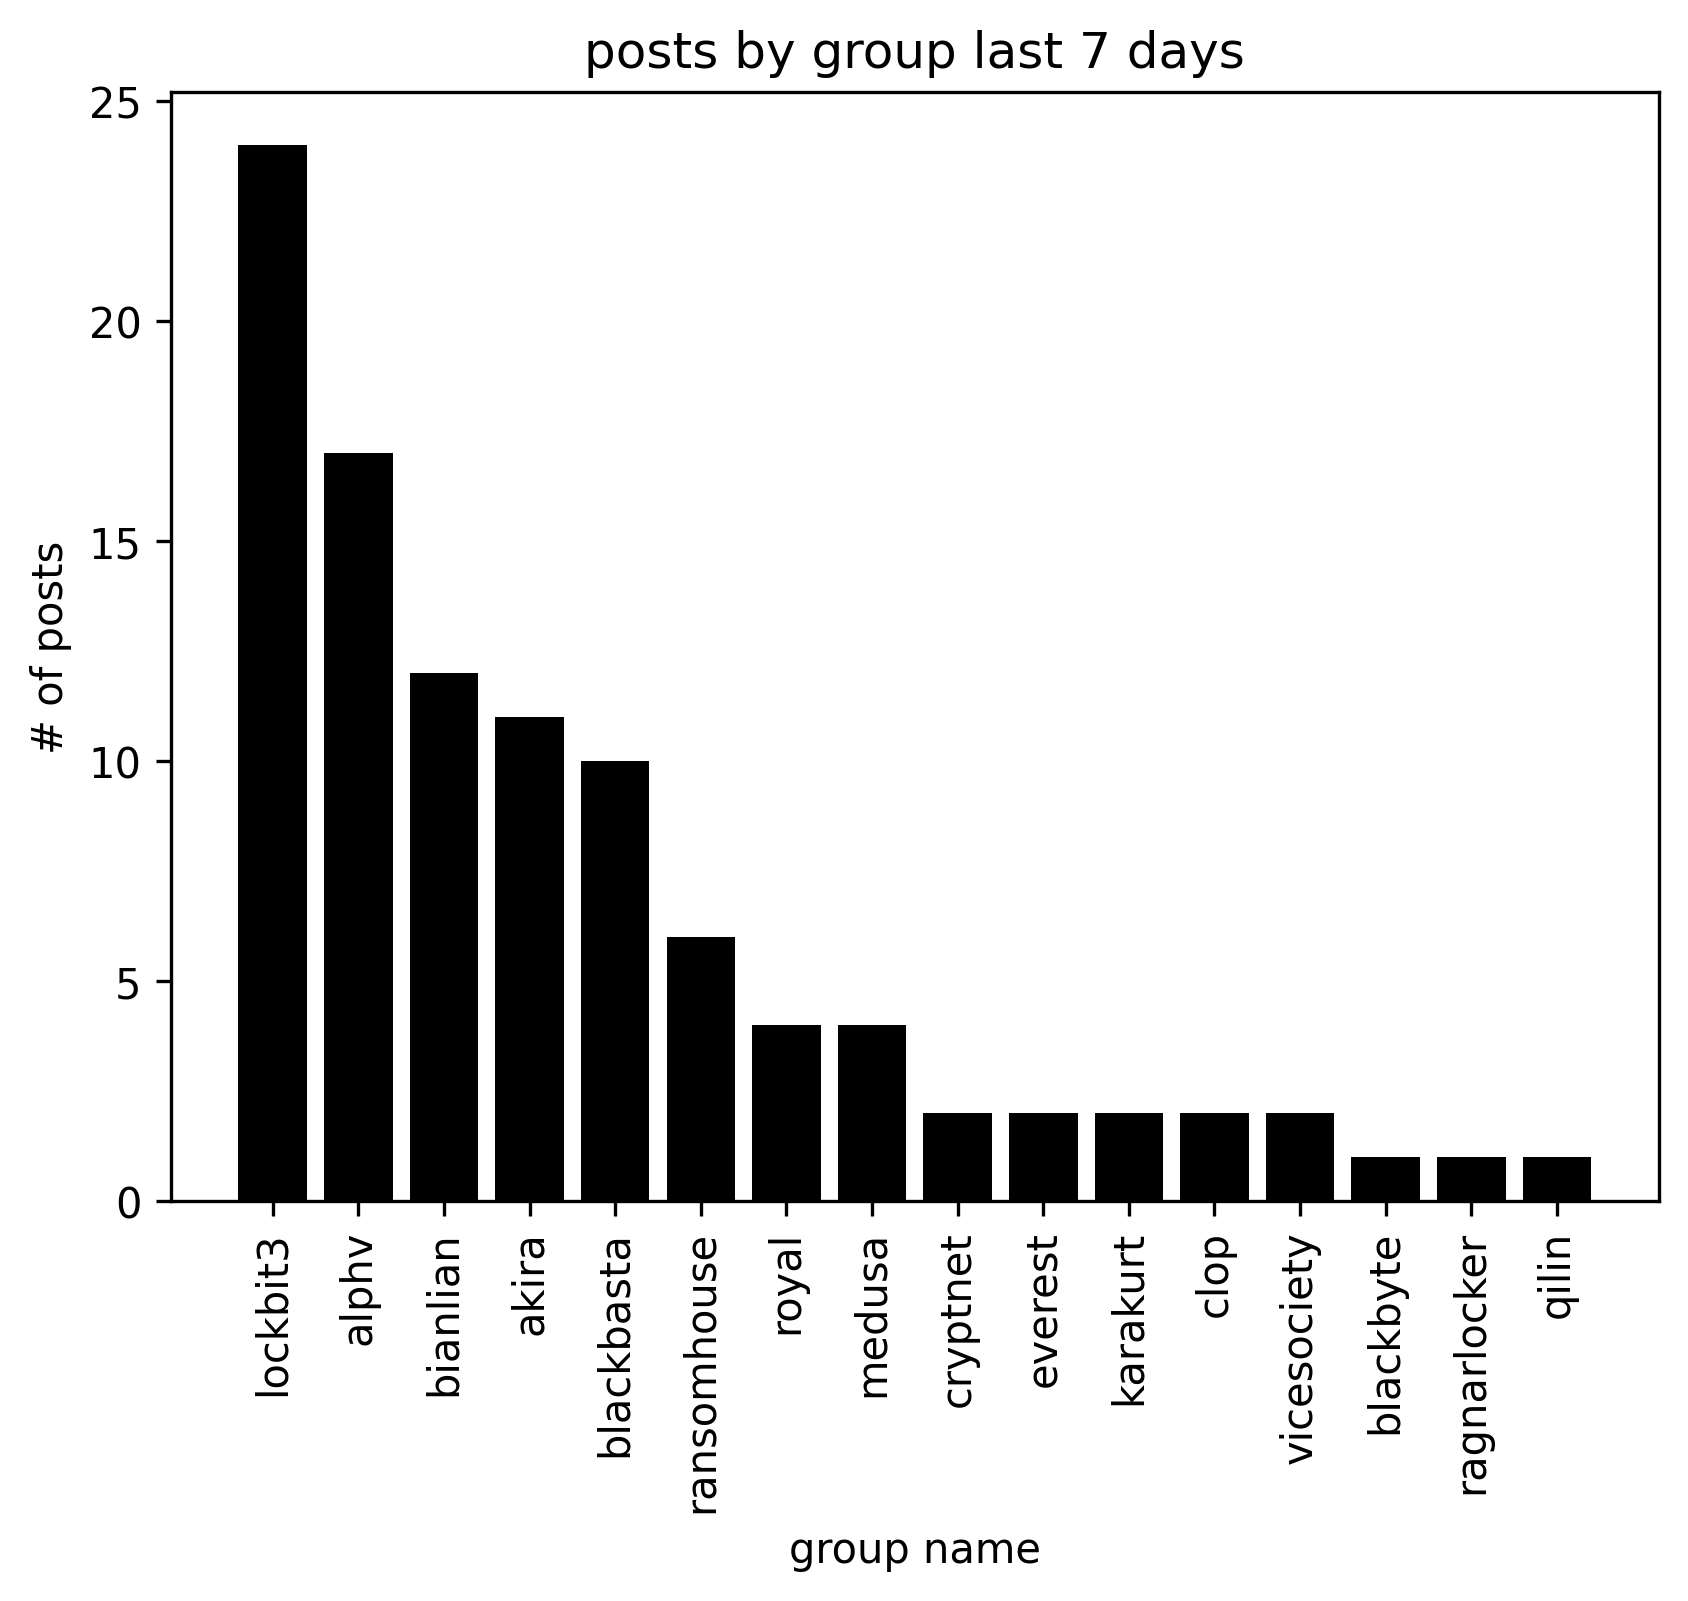 posts by group last 7 days
25
20
15
10
5
0
# of posts
lockbit3
alphv
bianlian
akira
blackbasta
ransomhouse
royal
medusa
cryptnet
everest
karakurt
clop
vicesociety
blackbyte
ragnarlocker
qilin
group name